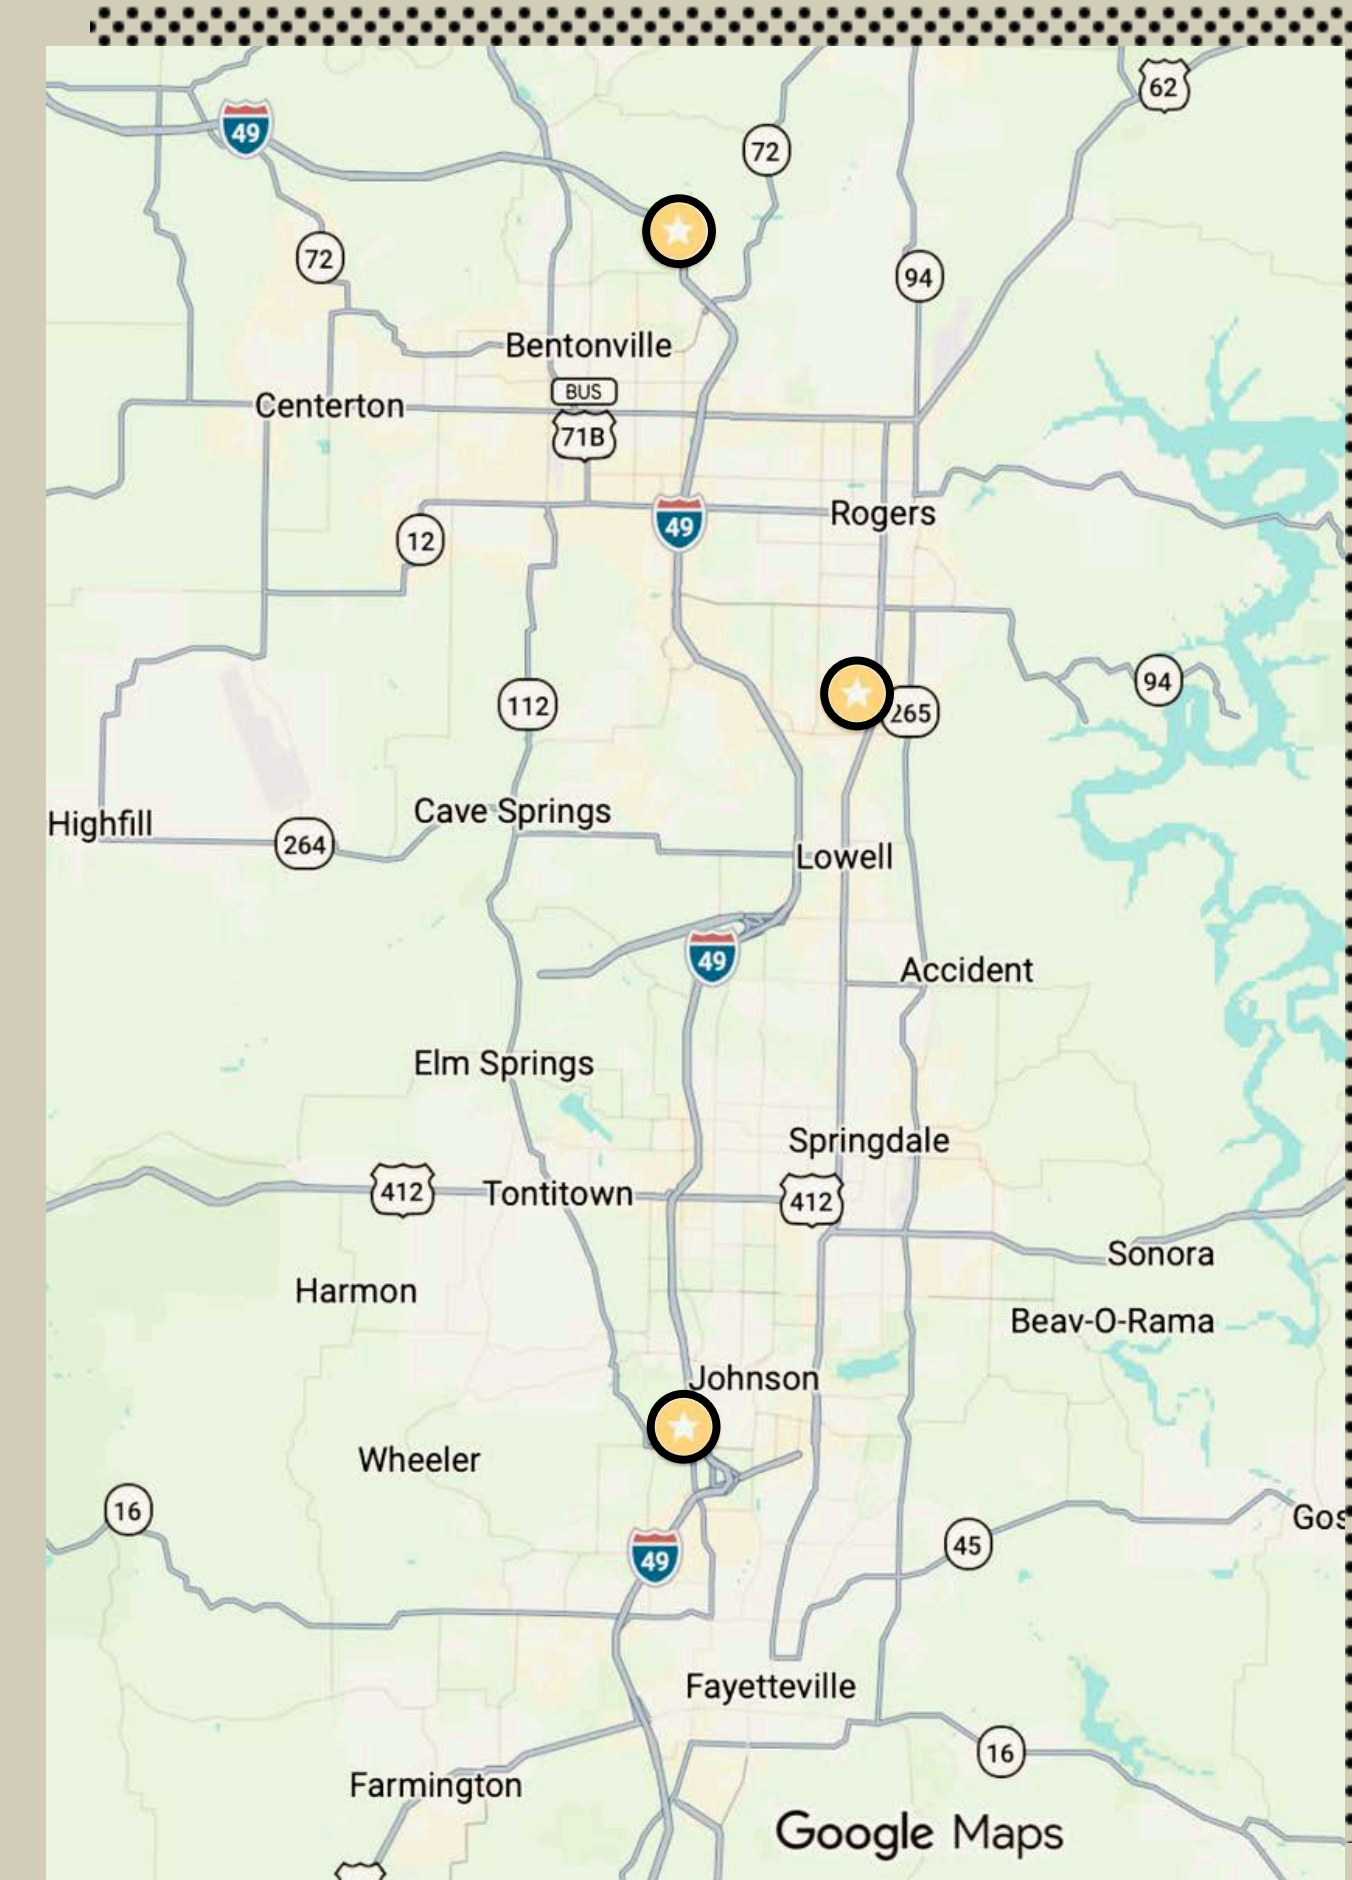 62
49
72
72
94
Bentonville
BUS
71B
Centerton
49
Rogers
12
94
112
265
Cave Springs
Highfill
264
Lowell
49
Accident
Elm Springs
Springdale
412
Tontitown
412
Sonora
Harmon
Beav-O-Rama
Johnson
Wheeler
16
Gos
45
49
Fayetteville
16
Farmington
Google Maps